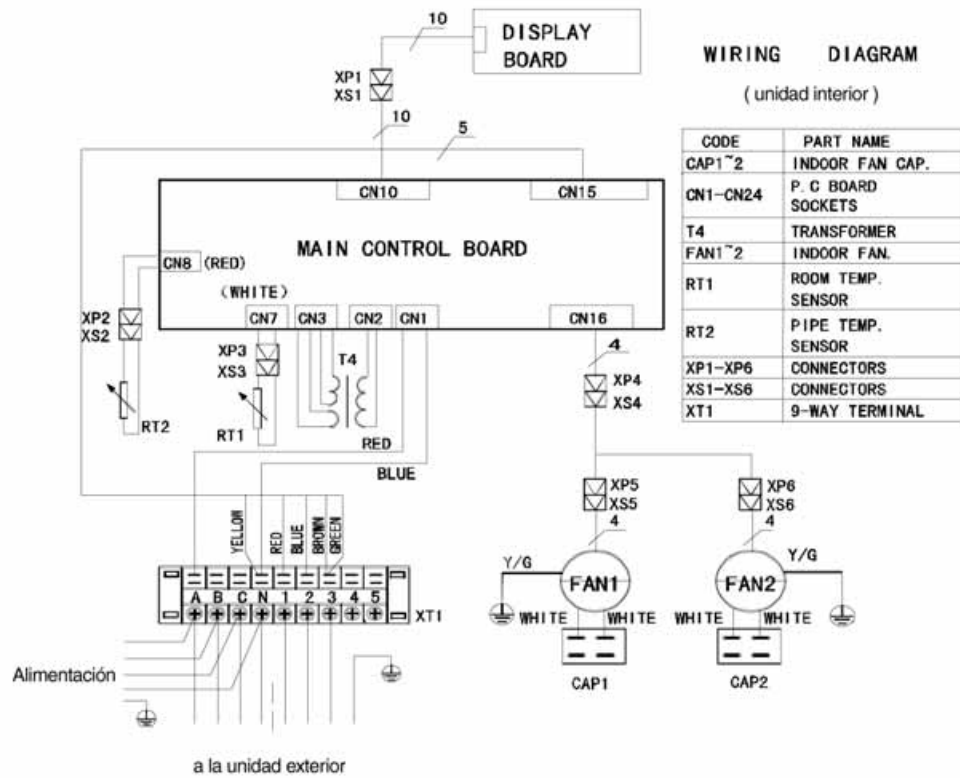 10
DISPLAY
BOARD
XP1
XS1
10
5
CN10
CN15
MAIN CONTROL BOARD
CN8 (RED)
(WHITE)
CN7
CN3
CN2
CN1
CN16
XP2
XS2
XP3
XS3
T4
4
XP4
XS4
RT2
RT1
RED
BLUE
XP5
XS5
XP6
XS6
YELLOW
RED
BLUE
BROWN
GREEN
4
4
Y/G
Y/G
FAN1
FAN2
A B C N 1 2 3 4 5
XT1
WHITE WHITE
WHITE WHITE
CAP1
CAP2
Alimentación
a la unidad exterior
WIRING DIAGRAM
( unidad interior )
CODE PART NAME
CAP1~2 INDOOR FAN CAP.
CN1-CN24 P.C BOARD
SOCKETS
T4 TRANSFORMER
FAN1~2 INDOOR FAN.
RT1 ROOM TEMP.
SENSOR
RT2 PIPE TEMP.
SENSOR
XP1-XP6 CONNECTORS
XS1-XS6 CONNECTORS
XT1 9-WAY TERMINAL